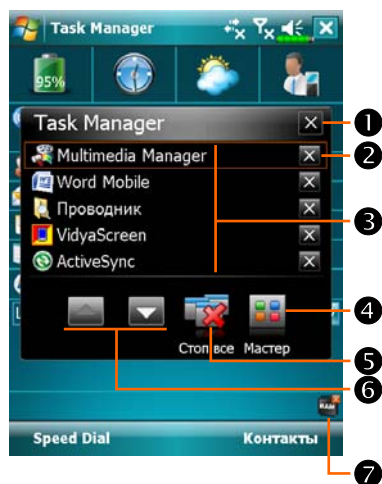 Task Manager
95%
Task Manager
1
Multimedia Manager
2
Word Mobile
Проводник
3
VidyaScreen
ActiveSync
4
Стоп все Мастер
5
6
RAM
Speed Dial Контакты
7